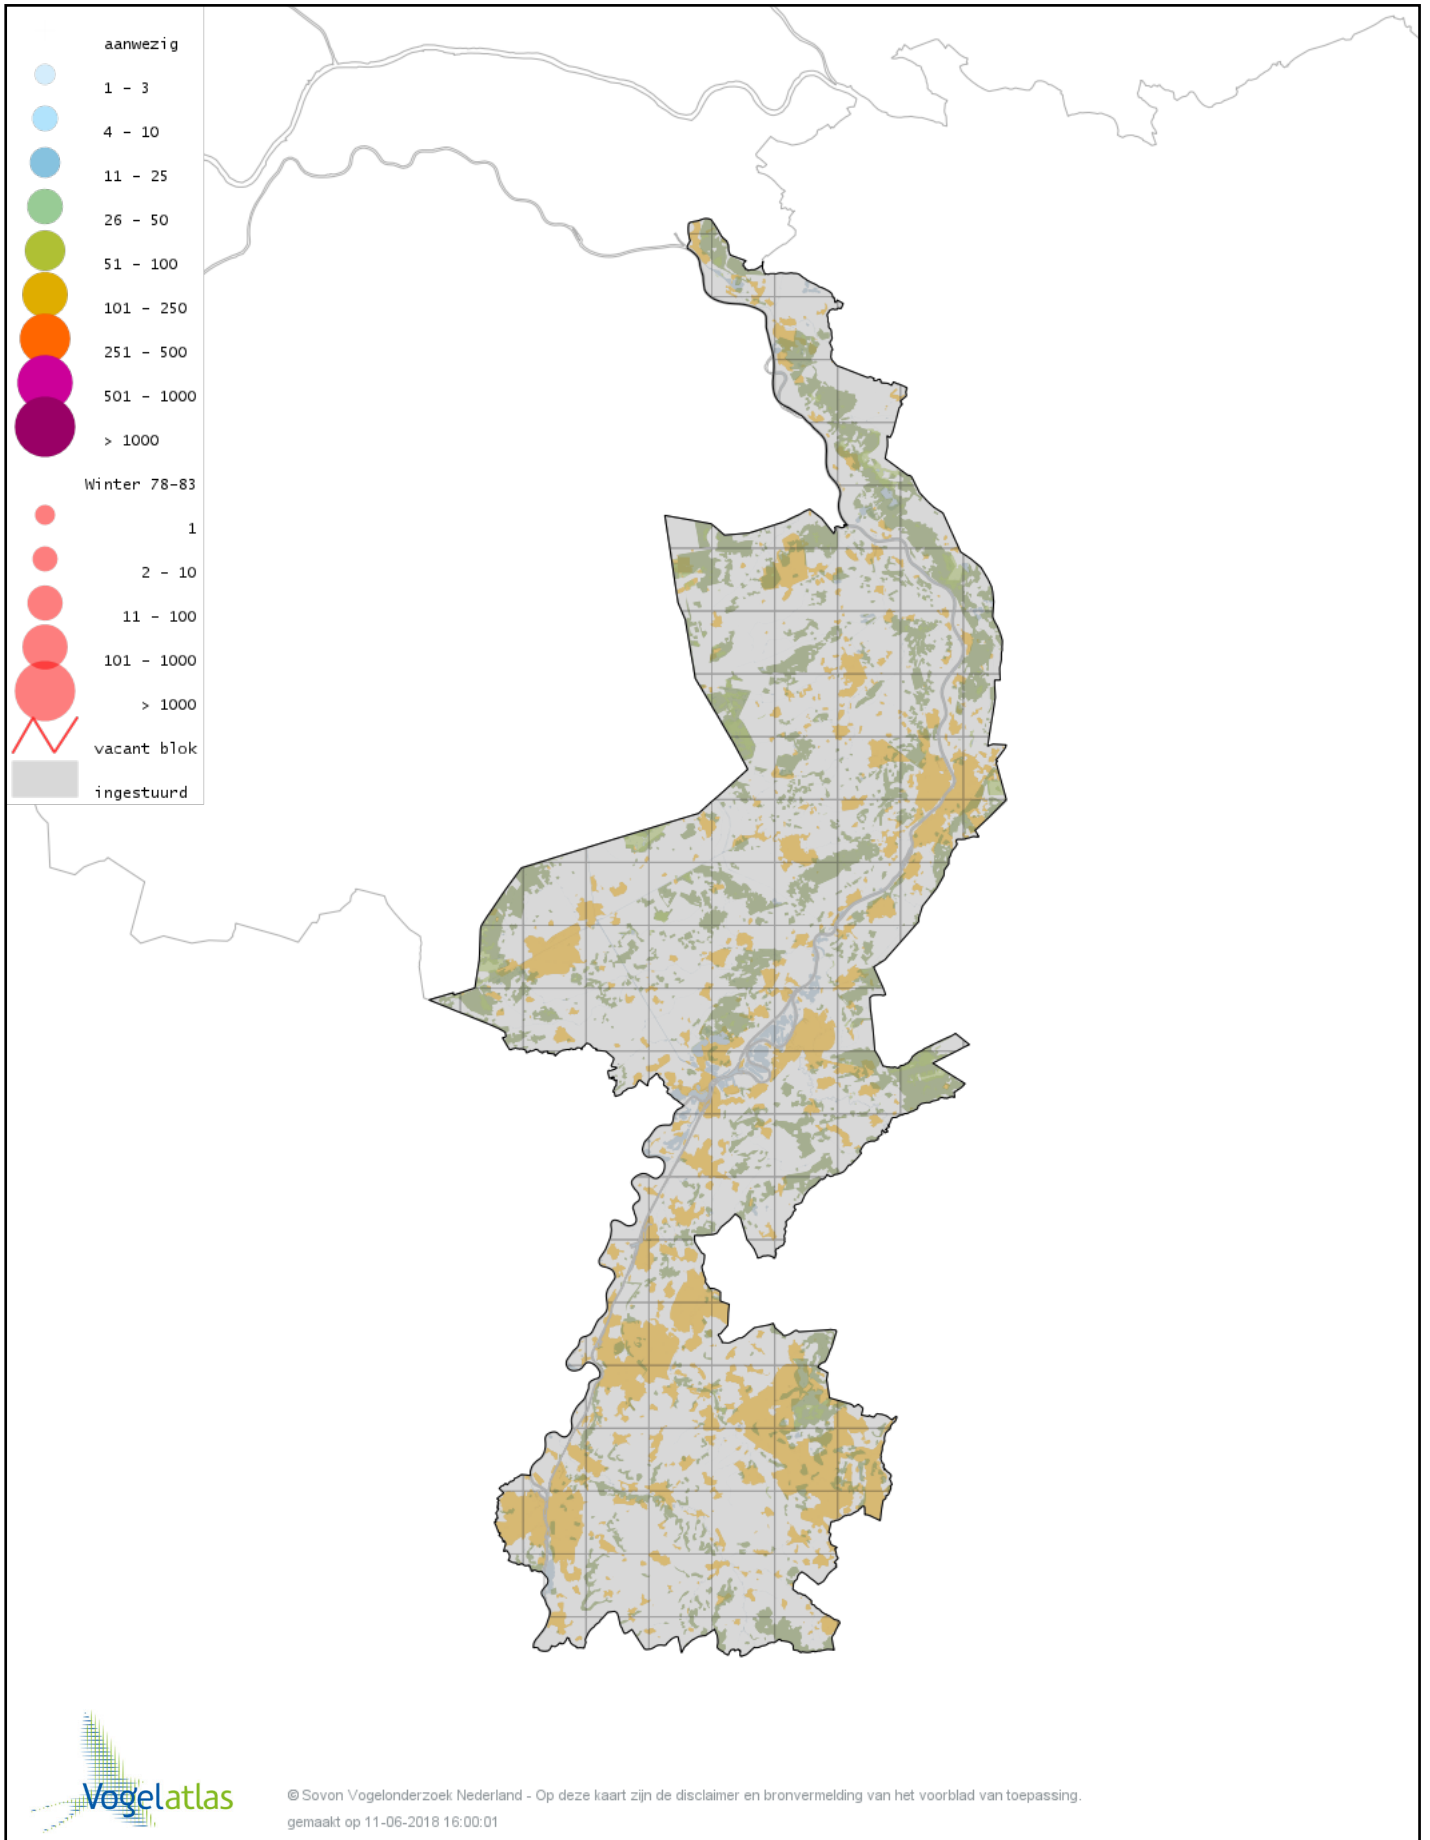 aanwezig
1 - 3
4 - 10
11 - 25
26 - 50
51 - 100
101 - 250
251 - 500
501 - 1000
> 1000
Winter 78-83
1
2 - 10
11 - 100
101 - 1000
> 1000
vacant blok
ingestuurd
Vogelatlas
© Sovon Vogelonderzoek Nederland - Op deze kaart zijn de disclaimer en bronvermelding van het voorblad van toepassing.
gemaakt op 11-06-2018 16:00:01